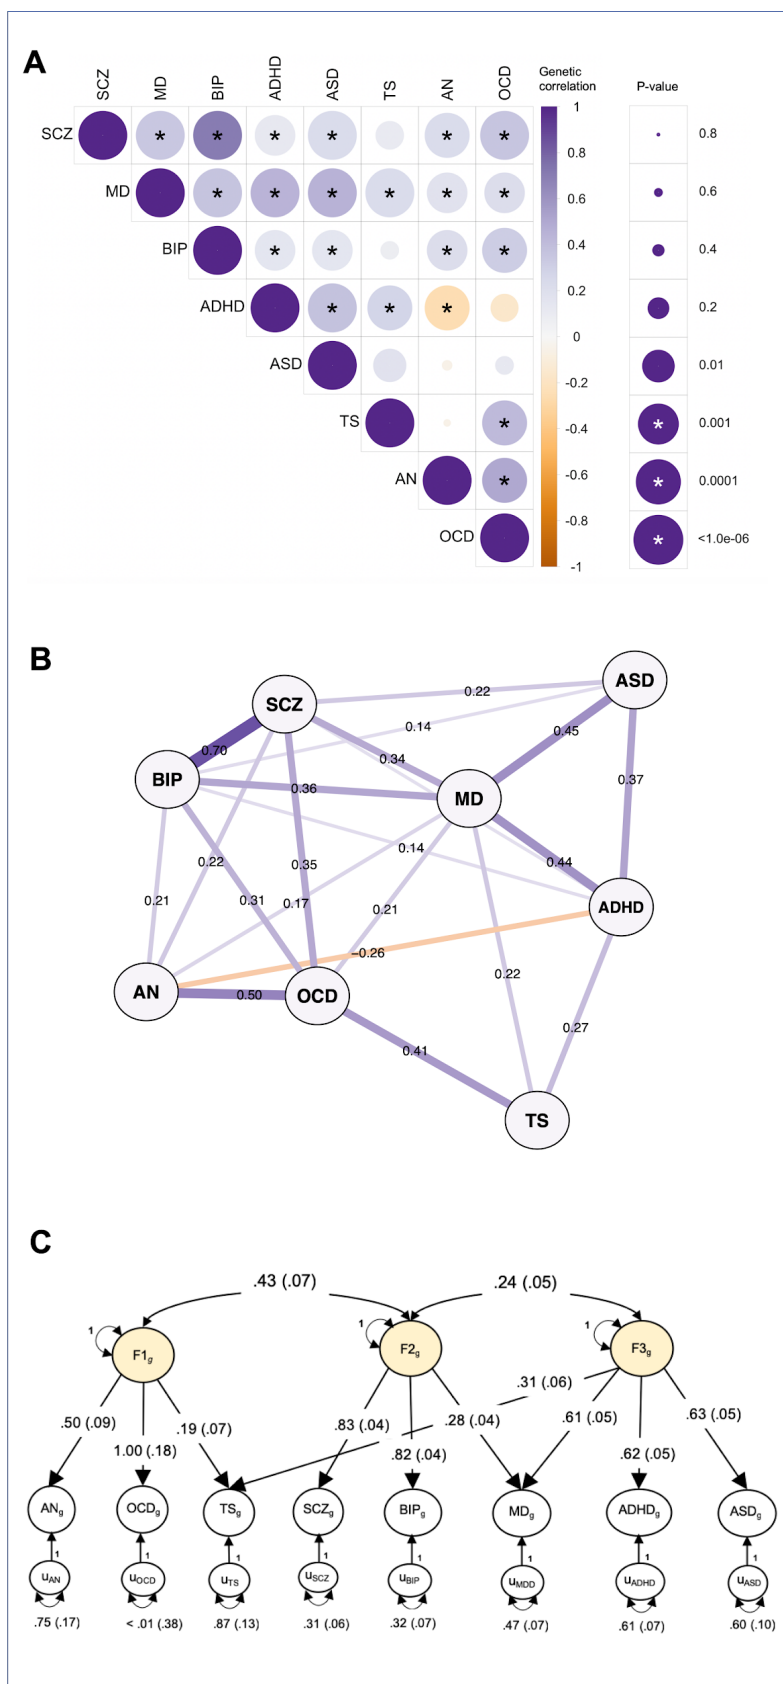 A
SCZ MD BIP ADHD ASD TS AN OCD
Genetic
correlation
P-value
SCZ
MD
BIP
ADHD
ASD
TS
AN
OCD
* * * * * *
* * * * * *
* * * *
* * *
*
*
1
0.8
0.6
0.4
0.2
0
-0.2
-0.4
-0.6
-0.8
-1
0.8
0.6
0.4
0.2
0.01
* 0.001
* 0.0001
* <1.0e-06
B
SCZ
ASD
BIP
MD
ADHD
AN
OCD
TS
0.22
0.14
0.70
0.34
0.45
0.36
0.37
0.14
0.44
0.22
0.35
0.21
0.31
0.17
0.21
−0.26
0.22
0.50
0.27
0.41
C
.43 (.07) .24 (.05)
1 1 1
F1g F2g F3g
.31 (.06)
.50 (.09) .19 (.07) .83 (.04) .28 (.04) .61 (.05) .63 (.05)
1.00 (.18) .82 (.04) .62 (.05)
ANg OCDg TSg SCZg BIPg MDg ADHDg ASDg
1 1 1 1 1 1 1 1
uAN uOCD uTS uSCZ uBIP uMDD uADHD uASD
.75 (.17) < .01 (.38) .87 (.13) .31 (.06) .32 (.07) .47 (.07) .61 (.07) .60 (.10)